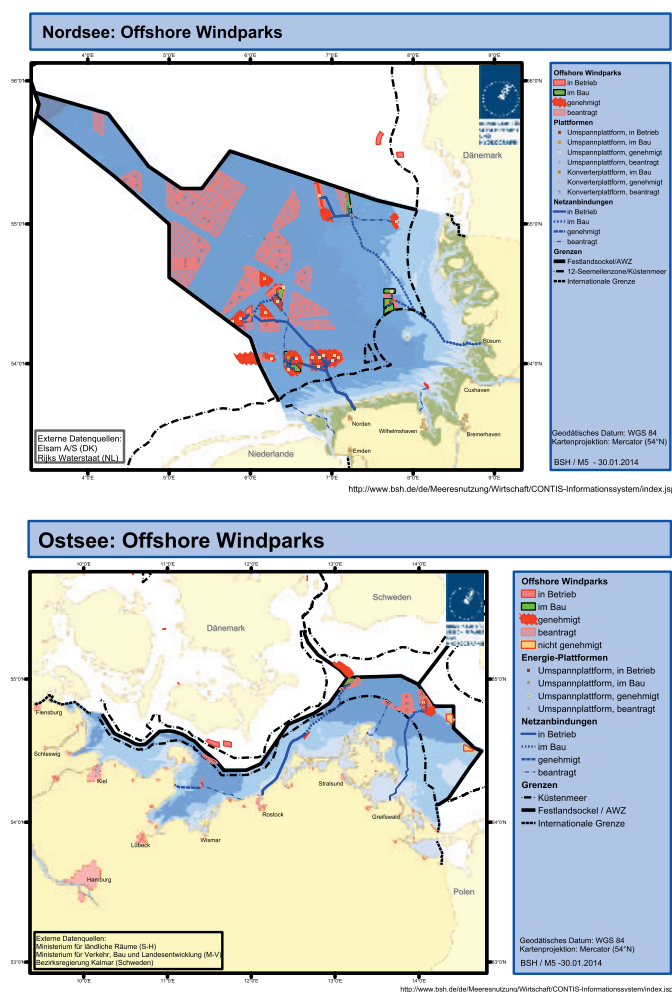 Nordsee: Offshore Windparks
4°0'E 5°0'E 6°0'E 7°0'E 8°0'E 9°0'E
Dänemark
Büsum
Cuxhaven
Norden
Wilhelmshaven
Bremerhaven
Niederlande
Emden
Externe Datenquellen:
Elsam A/S (DK)
Rijks Waterstaat (NL)
4°0'E 5°0'E 6°0'E 7°0'E 8°0'E 9°0'E
Offshore Windparks
in Betrieb
im Bau
genehmigt
beantragt
Plattformen
Umspannplattform, in Betrieb
Umspannplattform, im Bau
Umspannplattform, genehmigt
Umspannplattform, beantragt
Konverterplattform, im Bau
Konverterplattform, genehmigt
Konverterplattform, beantragt
Netzanbindungen
in Betrieb
im Bau
genehmigt
beantragt
Grenzen
Festlandsockel/AWZ
12-Seemeilenzone/Küstenmeer
Internationale Grenze
Geodätisches Datum: WGS 84
Kartenprojektion: Mercator (54°N)
BSH / M5 - 30.01.2014
http://www.bsh.de/de/Meeresnutzung/Wirtschaft/CONTIS-Informationssystem/index.jsp
Ostsee: Offshore Windparks
10°0'E 11°0'E 12°0'E 13°0'E 14°0'E
Schweden
Dänemark
Flensburg
Schleswig
Kiel
Stralsund
Rostock
Greifswald
Lübeck
Wismar
Hamburg
Polen
Externe Datenquellen:
Ministerium für ländliche Räume (S-H)
Ministerium für Verkehr, Bau und Landesentwicklung (M-V)
Bezirksregierung Kalmar (Schweden)
Offshore Windparks
in Betrieb
im Bau
genehmigt
beantragt
nicht genehmigt
Energie-Plattformen
Umspannplattform, in Betrieb
Umspannplattform, im Bau
Umspannplattform, genehmigt
Umspannplattform, beantragt
Netzanbindungen
in Betrieb
im Bau
genehmigt
beantragt
Grenzen
Küstenmeer
Festlandsockel / AWZ
Internationale Grenze
Geodätisches Datum: WGS 84
Kartenprojektion: Mercator (54°N)
BSH / M5 -30.01.2014
http://www.bsh.de/de/Meeresnutzung/Wirtschaft/CONTIS-Informationssystem/index.jsp